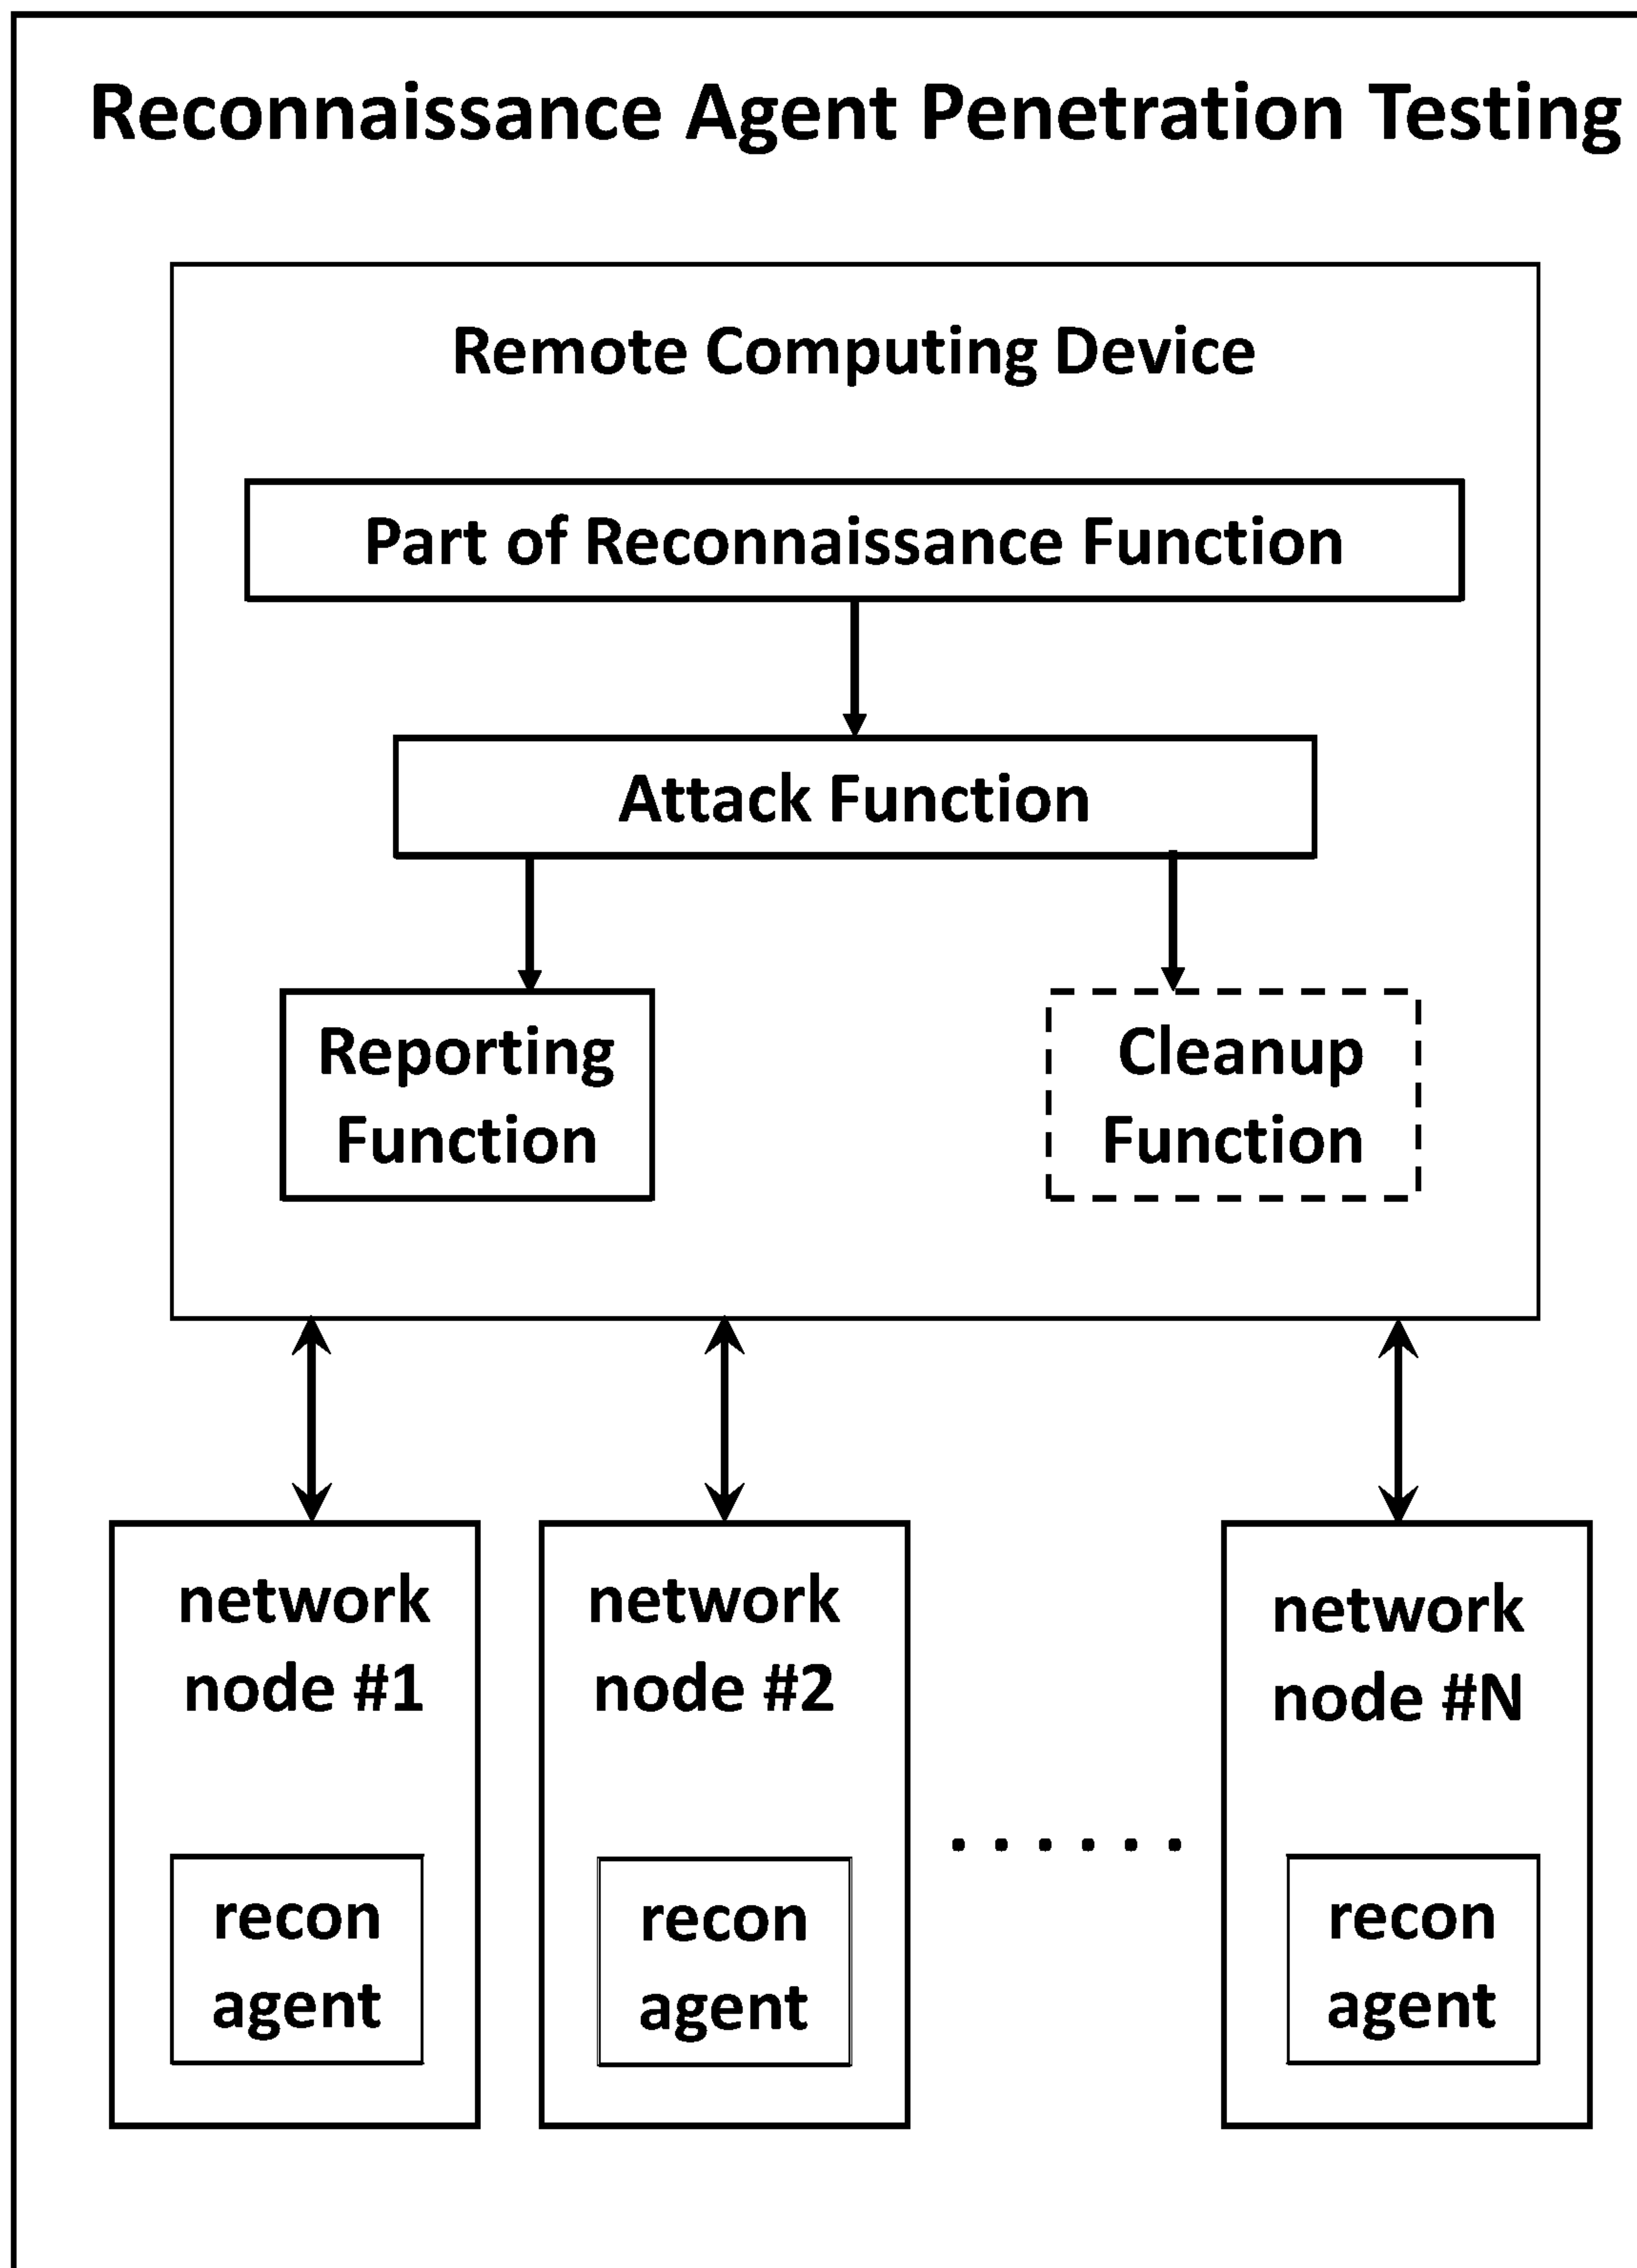 Reconnaissance Agent Penetration Testing
Remote Computing Device
Part of Reconnaissance Function
Attack Function
Reporting
Function
Cleanup
Function
network
node #1
recon
agent
network
node #2
recon
agent
......
network
node #N
recon
agent